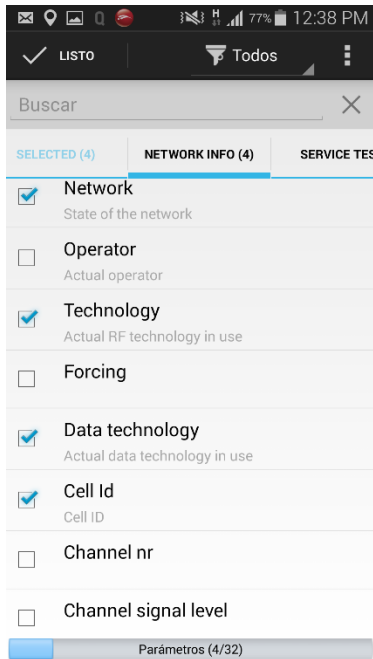 H 77% 12:38 PM
LISTO Todos
Buscar
SELECTED (4) NETWORK INFO (4) SERVICE TES
Network
State of the network
Operator
Actual operator
Technology
Actual RF technology in use
Forcing
Data technology
Actual data technology in use
Cell Id
Cell ID
Channel nr
Channel signal level
Parámetros (4/32)